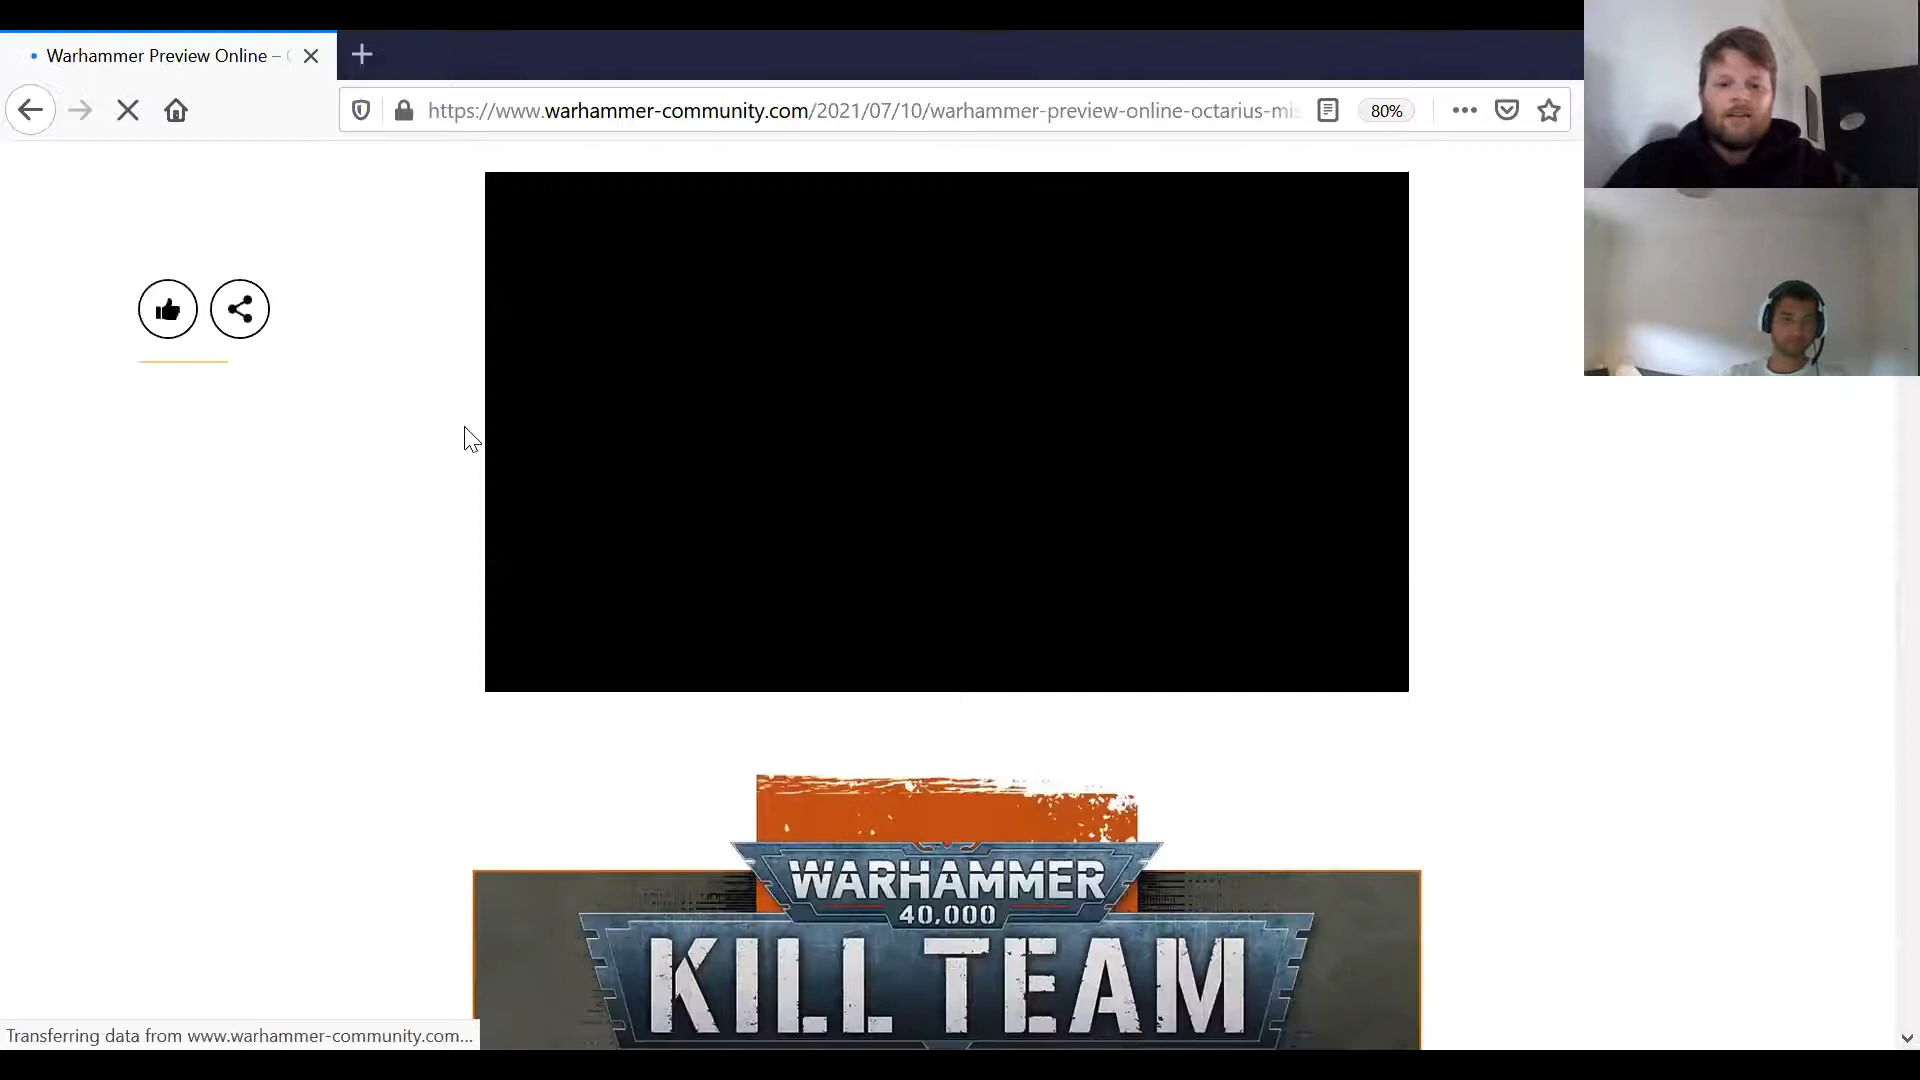 Warhammer Preview Online –
https://www.warhammer-community.com/2021/07/10/warhammer-preview-online-octarius-mis
80%
WARHAMMER
40,000
KILL TEAM
Transferring data from www.warhammer-community.com...